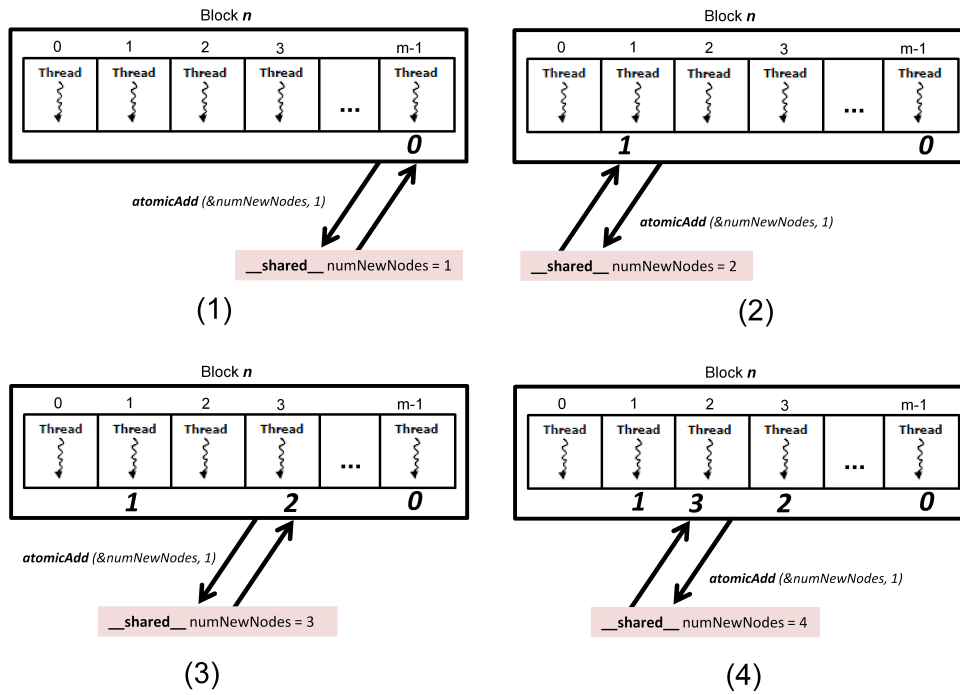 Block n
0 1 2 3 m-1
Thread Thread Thread Thread ... Thread
0
atomicAdd (&numNewNodes, 1)
__shared__ numNewNodes = 1
(1)
Block n
0 1 2 3 m-1
Thread Thread Thread Thread ... Thread
1 0
atomicAdd (&numNewNodes, 1)
__shared__ numNewNodes = 2
(2)
Block n
0 1 2 3 m-1
Thread Thread Thread Thread ... Thread
1 2 0
atomicAdd (&numNewNodes, 1)
__shared__ numNewNodes = 3
(3)
Block n
0 1 2 3 m-1
Thread Thread Thread Thread ... Thread
1 3 2 0
atomicAdd (&numNewNodes, 1)
__shared__ numNewNodes = 4
(4)